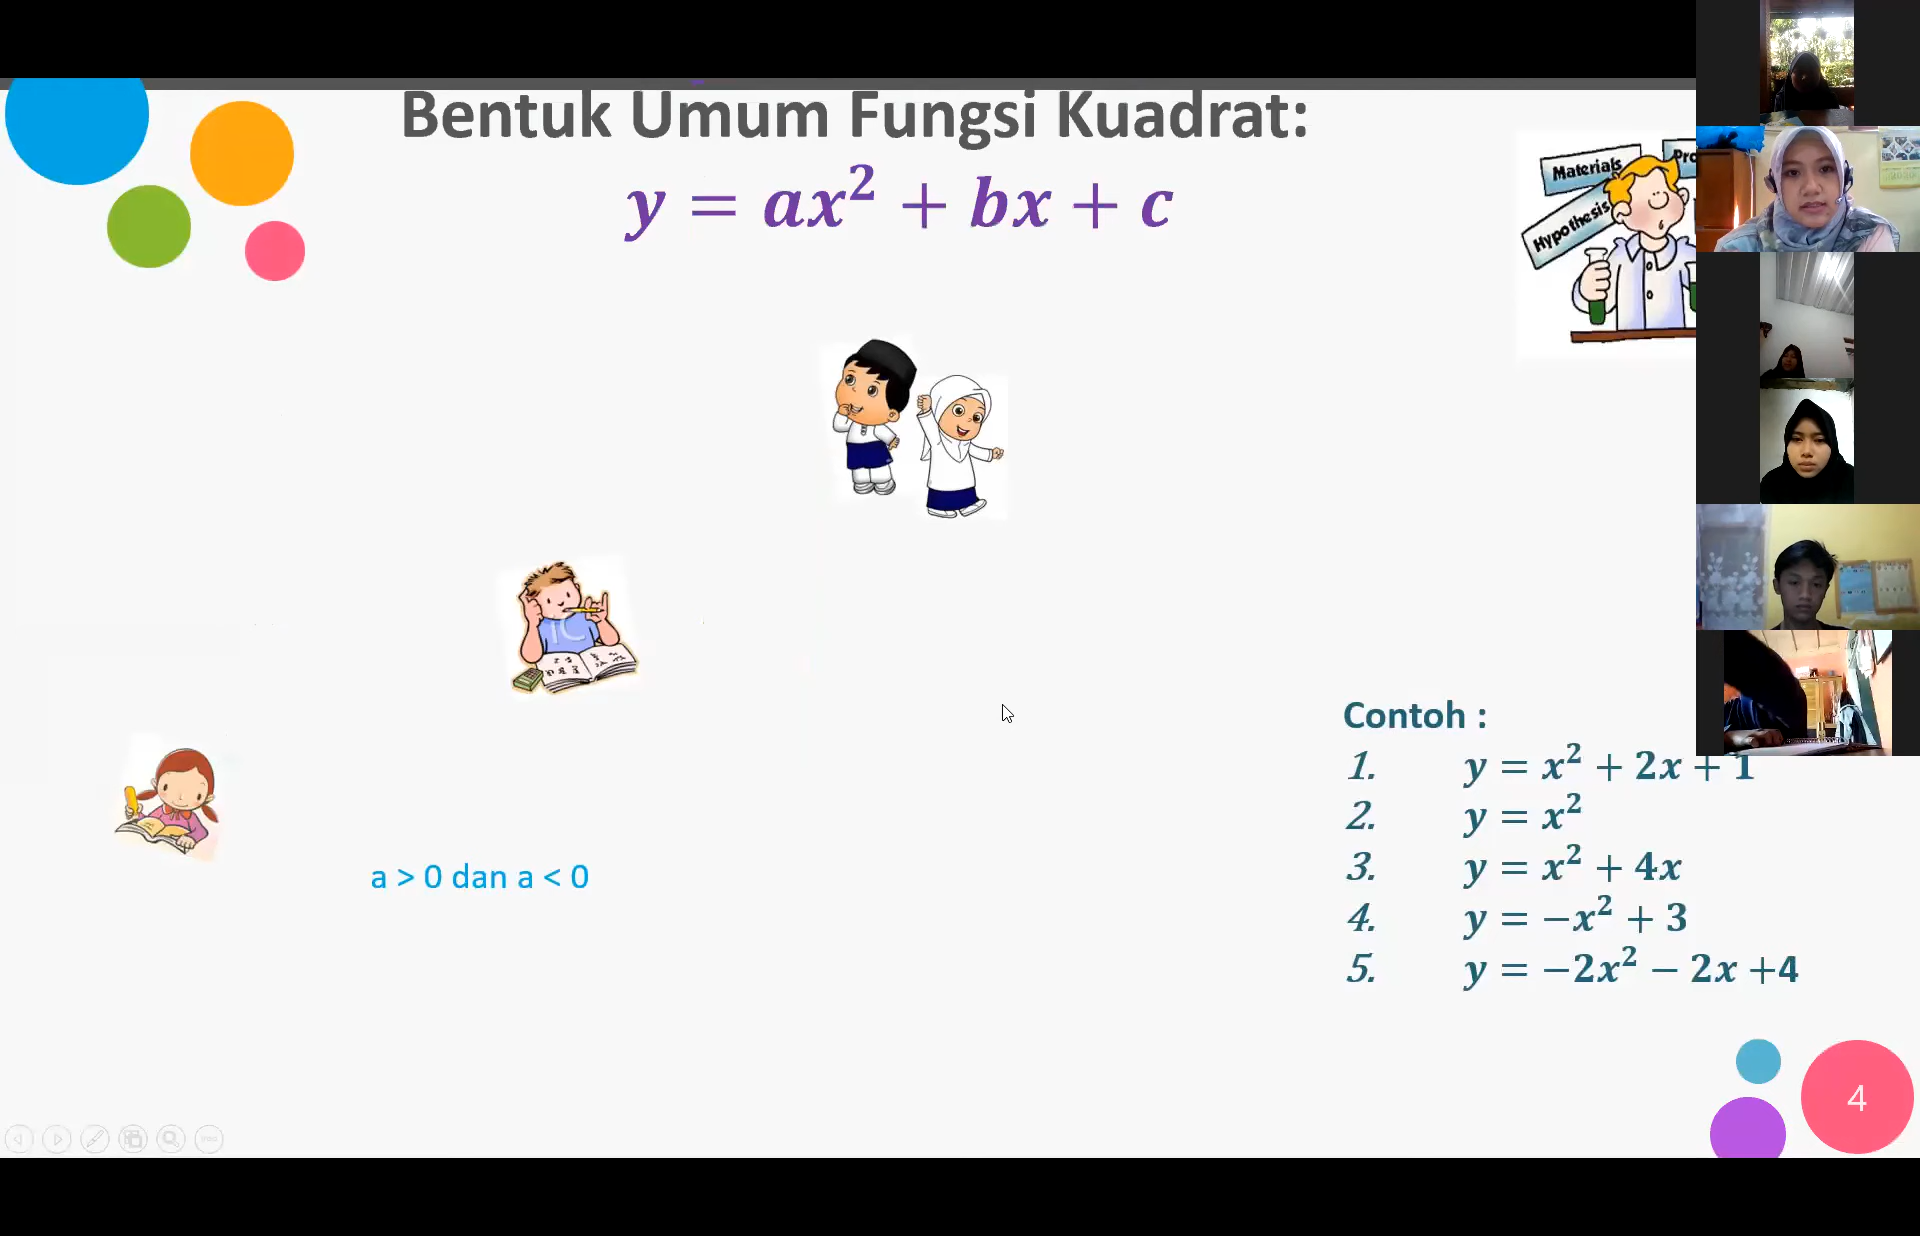 Bentuk Umum Fungsi Kuadrat:
y = ax² + bx + c
Materials
Hypothesis
Contoh :
1. y = x² + 2x + 1
2. y = x²
3. y = x² + 4x
4. y = −x² + 3
5. y = −2x² − 2x +4
a > 0 dan a < 0
4